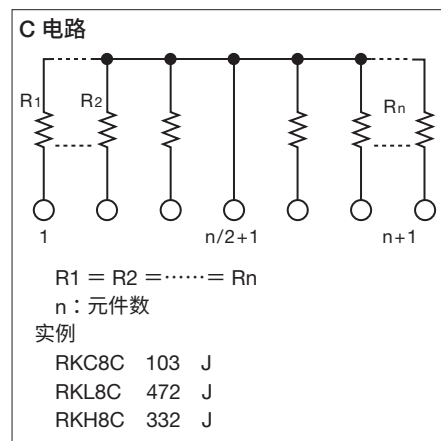 C 电路
R1 R2 Rn
1 n/2+1 n+1
R1 = R2 =⋯⋯= Rn
n：元件数
实例
RKC8C 103 J
RKL8C 472 J
RKH8C 332 J